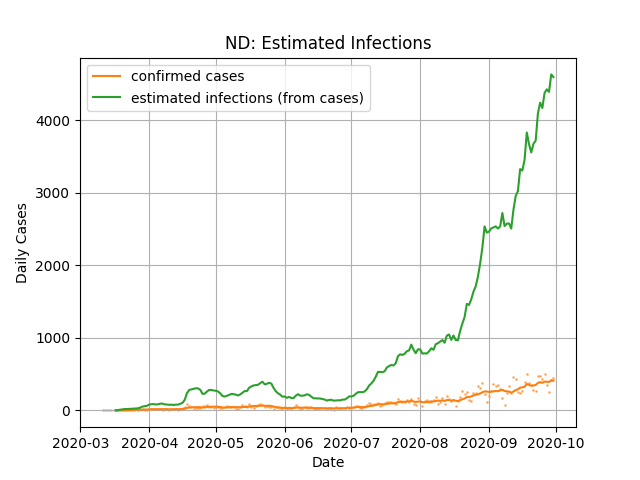 ND: Estimated Infections
confirmed cases
estimated infections (from cases)
Daily Cases
4000
3000
2000
1000
0
2020-03 2020-04 2020-05 2020-06 2020-07 2020-08 2020-09 2020-10
Date